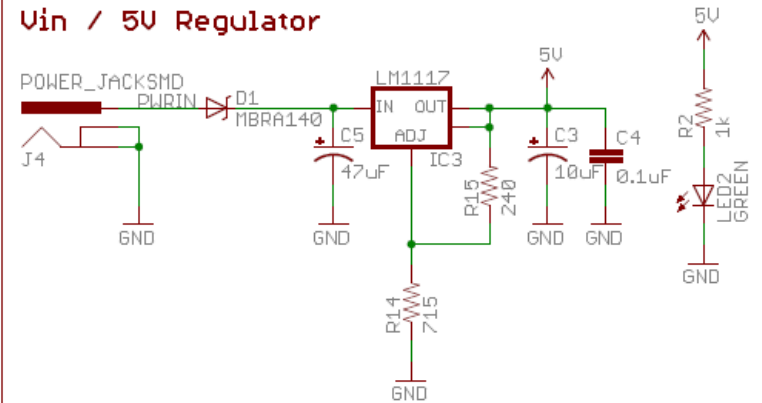 Vin / 5V Regulator
5V
POWER_JACKSMD
PWRIN
J4
GND
D1
MBRA140
C5
47uF
GND
LM1117
IN OUT
ADJ
IC3
R15
240
R14
715
GND
5V
C3
10uF
GND
C4
0.1uF
GND
R2
1k
LED2
GREEN
GND